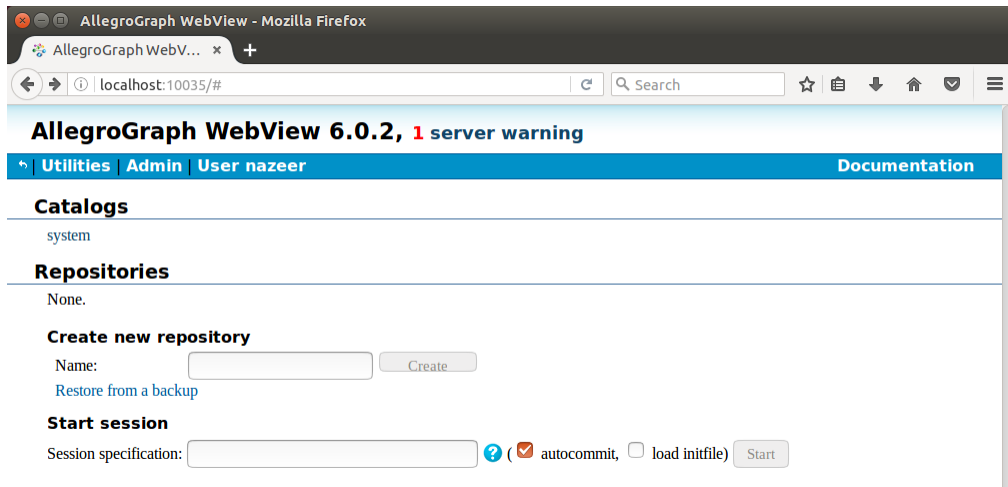 AllegroGraph WebView - Mozilla Firefox
AllegroGraph WebV... × +
localhost:10035/# Search
AllegroGraph WebView 6.0.2, 1 server warning
| Utilities | Admin | User nazeer Documentation
Catalogs
system
Repositories
None.
Create new repository
Name: Create
Restore from a backup
Start session
Session specification: ? ( autocommit, load initfile) Start